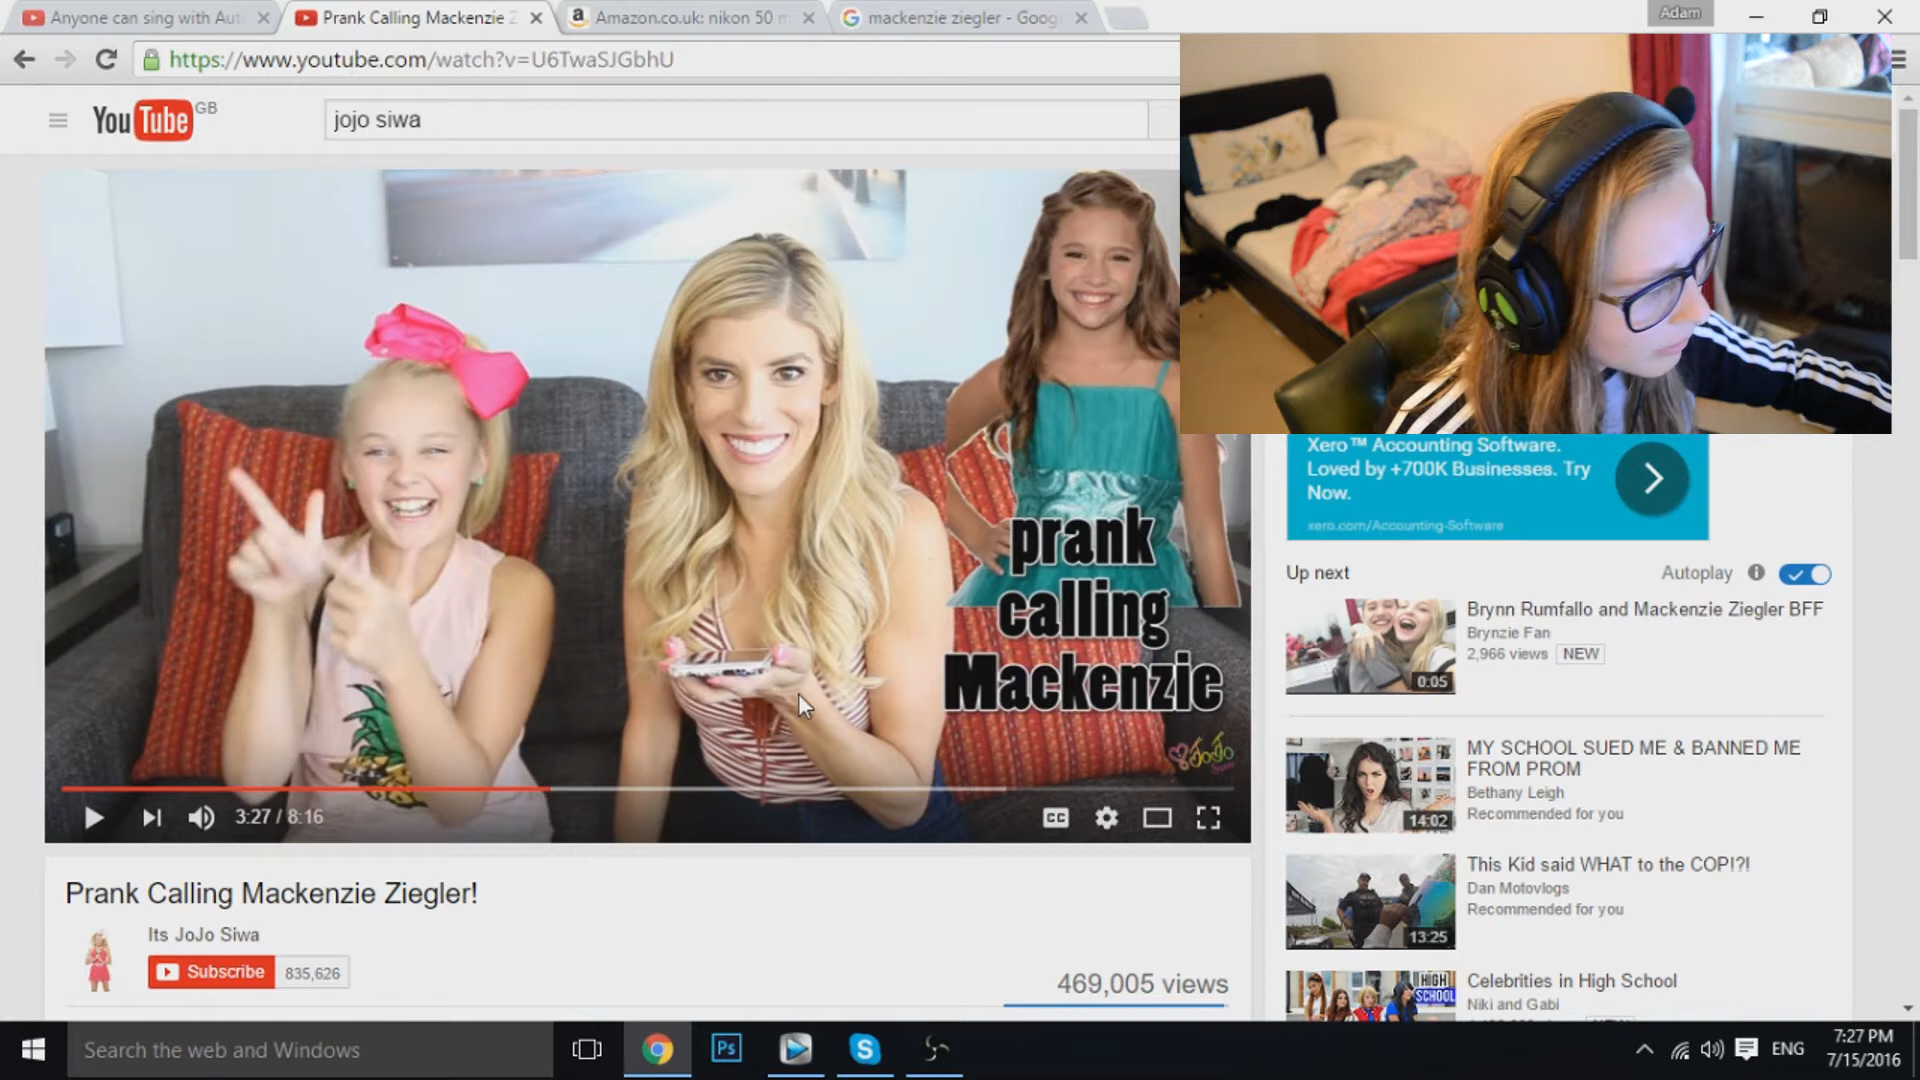 Anyone can sing with Aut
Prank Calling Mackenzie Z
Amazon.co.uk: nikon 50 m
mackenzie ziegler - Goog
Adam
https://www.youtube.com/watch?v=U6TwaSJGbhU
YouTube GB
jojo siwa
prank
calling
Mackenzie
JoJo
Siwa
3:27 / 8:16
CC
Prank Calling Mackenzie Ziegler!
Its JoJo Siwa
Subscribe 835,626
469,005 views
Xero™ Accounting Software.
Loved by +700K Businesses. Try
Now.
xero.com/Accounting-Software
Up next
Autoplay
Brynn Rumfallo and Mackenzie Ziegler BFF
Brynzie Fan
2,966 views NEW
0:05
MY SCHOOL SUED ME & BANNED ME
FROM PROM
Bethany Leigh
Recommended for you
14:02
This Kid said WHAT to the COP!?!
Dan Motovlogs
Recommended for you
13:25
Celebrities in High School
Niki and Gabi
HIGH
SCHOOL
Search the web and Windows
Ps
ENG
7:27 PM
7/15/2016